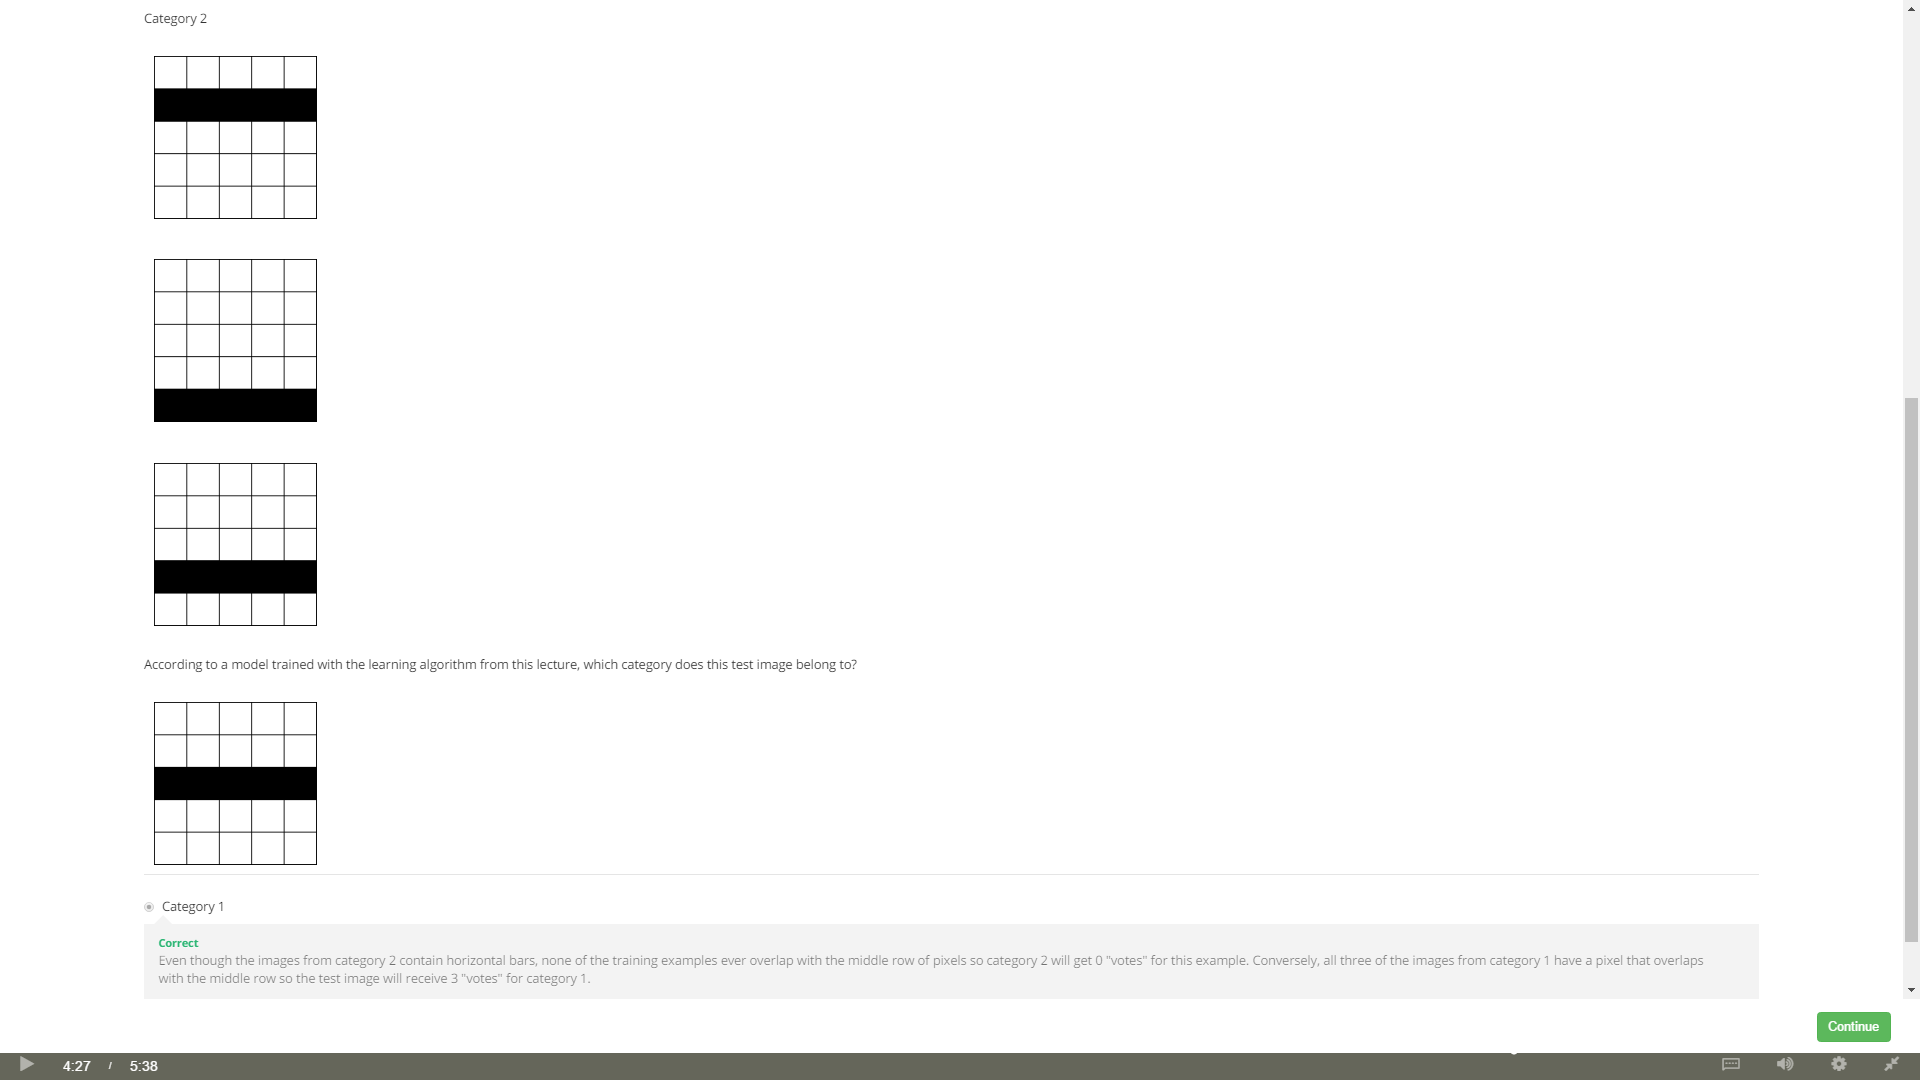 Category 2
According to a model trained with the learning algorithm from this lecture, which category does this test image belong to?
Category 1
Correct
Even though the images from category 2 contain horizontal bars, none of the training examples ever overlap with the middle row of pixels so category 2 will get 0 "votes" for this example. Conversely, all three of the images from category 1 have a pixel that overlaps
with the middle row so the test image will receive 3 "votes" for category 1.
Continue
4:27 / 5:38